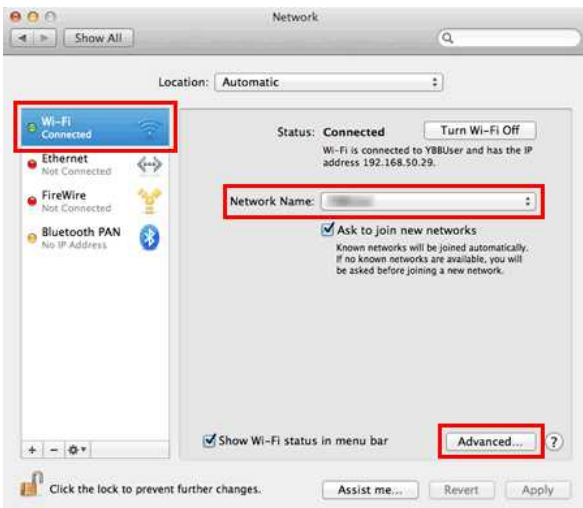 Network
Show All
Location: Automatic
Wi-Fi
Connected
Ethernet
Not Connected
FireWire
Not Connected
Bluetooth PAN
No IP Address
Status: Connected
Turn Wi-Fi Off
Wi-Fi is connected to YBBUser and has the IP
address 192.168.50.29.
Network Name:
Ask to join new networks
Known networks will be joined automatically.
If no known networks are available, you will
be asked before joining a new network.
Show Wi-Fi status in menu bar
Advanced...
?
+ −
Click the lock to prevent further changes.
Assist me...
Revert
Apply